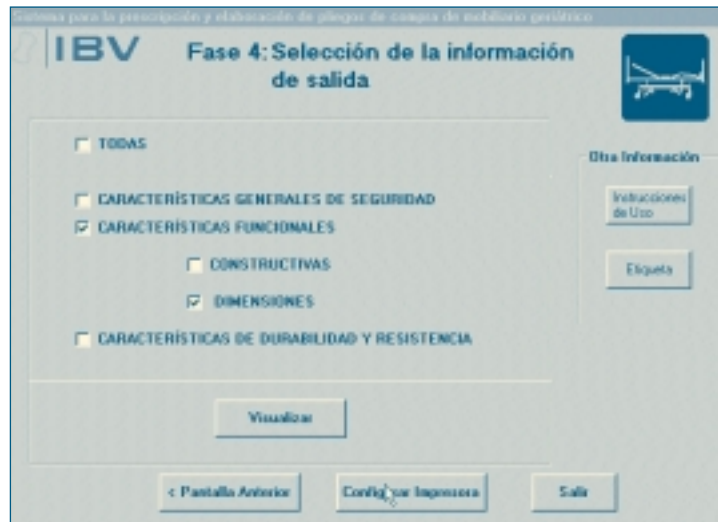 Sistema para la prescripción y elaboración de pliegos de compra de mobiliario geriátrico
IBV
Fase 4: Selección de la información
de salida
TODAS
Otra Información
CARACTERÍSTICAS GENERALES DE SEGURIDAD
Instrucciones
de Uso
CARACTERÍSTICAS FUNCIONALES
CONSTRUCTIVAS
Etiqueta
DIMENSIONES
CARACTERÍSTICAS DE DURABILIDAD Y RESISTENCIA
Visualizar
< Pantalla Anterior
Configurar Impresora
Salir